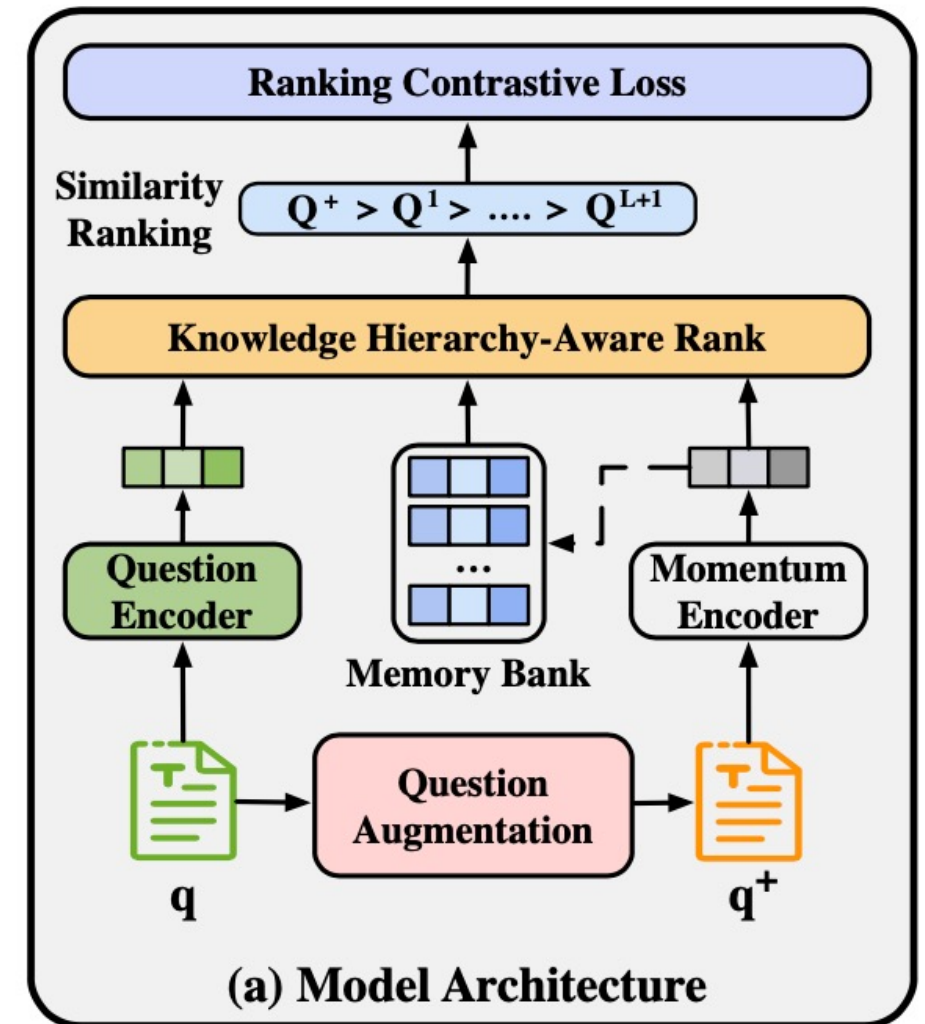 Ranking Contrastive Loss
Similarity
Ranking
Q⁺ > Q¹ > .... > Qᴸ⁺¹
Knowledge Hierarchy-Aware Rank
Question
Encoder
...
Momentum
Encoder
Memory Bank
T
Question
Augmentation
T
q
q⁺
(a) Model Architecture